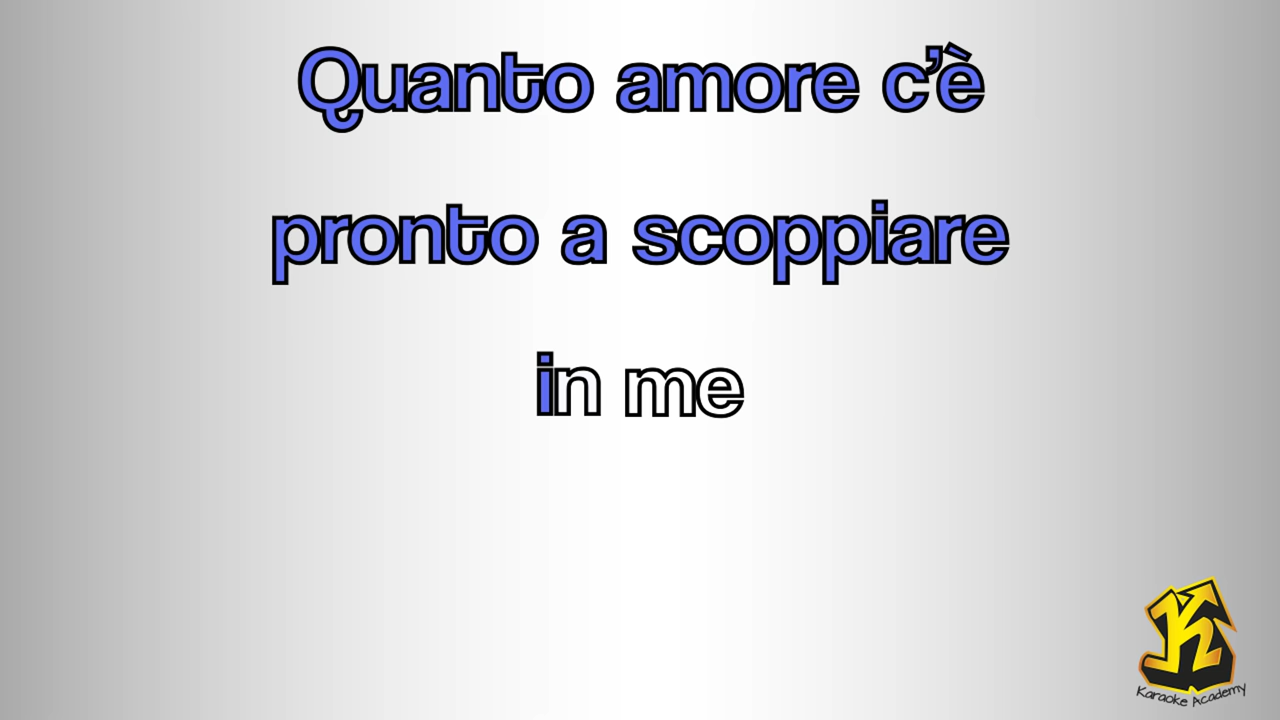 Quanto amore c’è
pronto a scoppiare
in me
K
Karaoke Academy